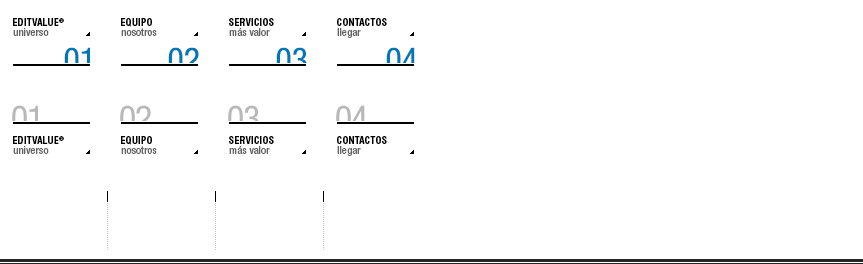 EDITVALUE® EQUIPO SERVICIOS CONTACTOS
universo nosotros más valor llegar
01 02 03 04
01 02 03 04
EDITVALUE® EQUIPO SERVICIOS CONTACTOS
universo nosotros más valor llegar